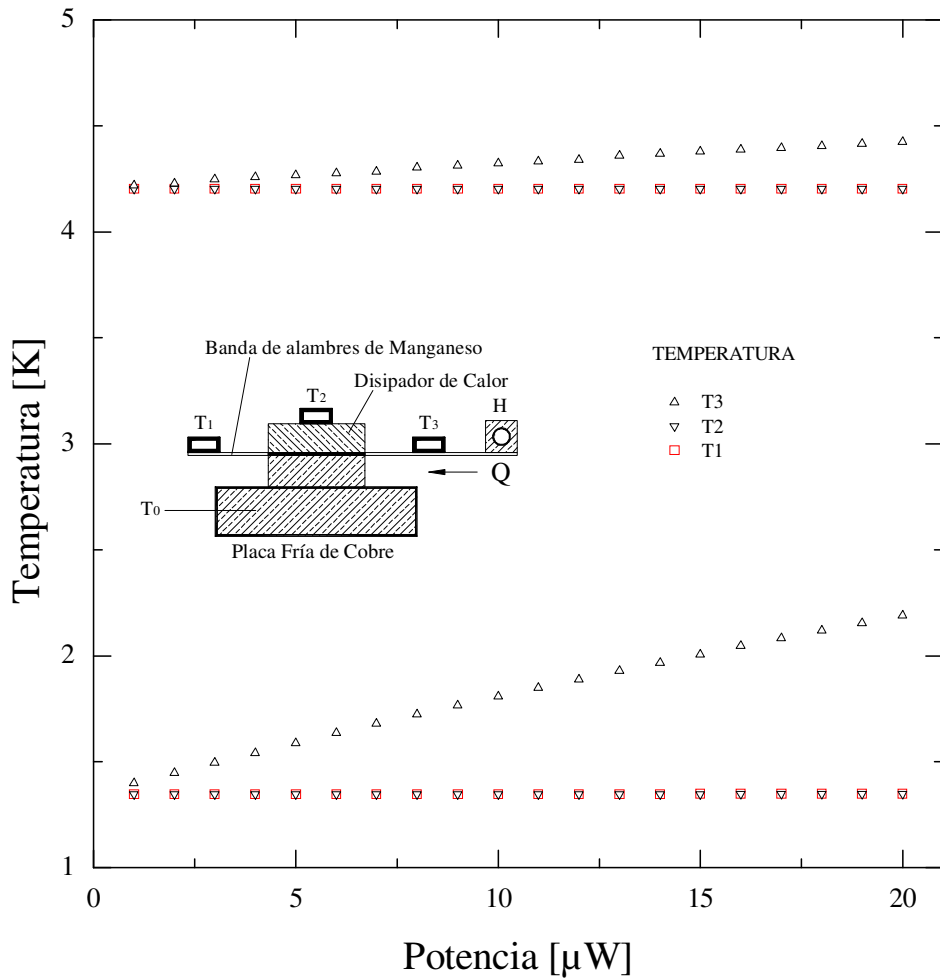 5
4
3
2
1
0
5
10
15
20
Temperatura [K]
Potencia [µW]
Banda de alambres de Manganeso
Disipador de Calor
T2
T1
T3
H
Q
T0
Placa Fría de Cobre
TEMPERATURA
T3
T2
T1